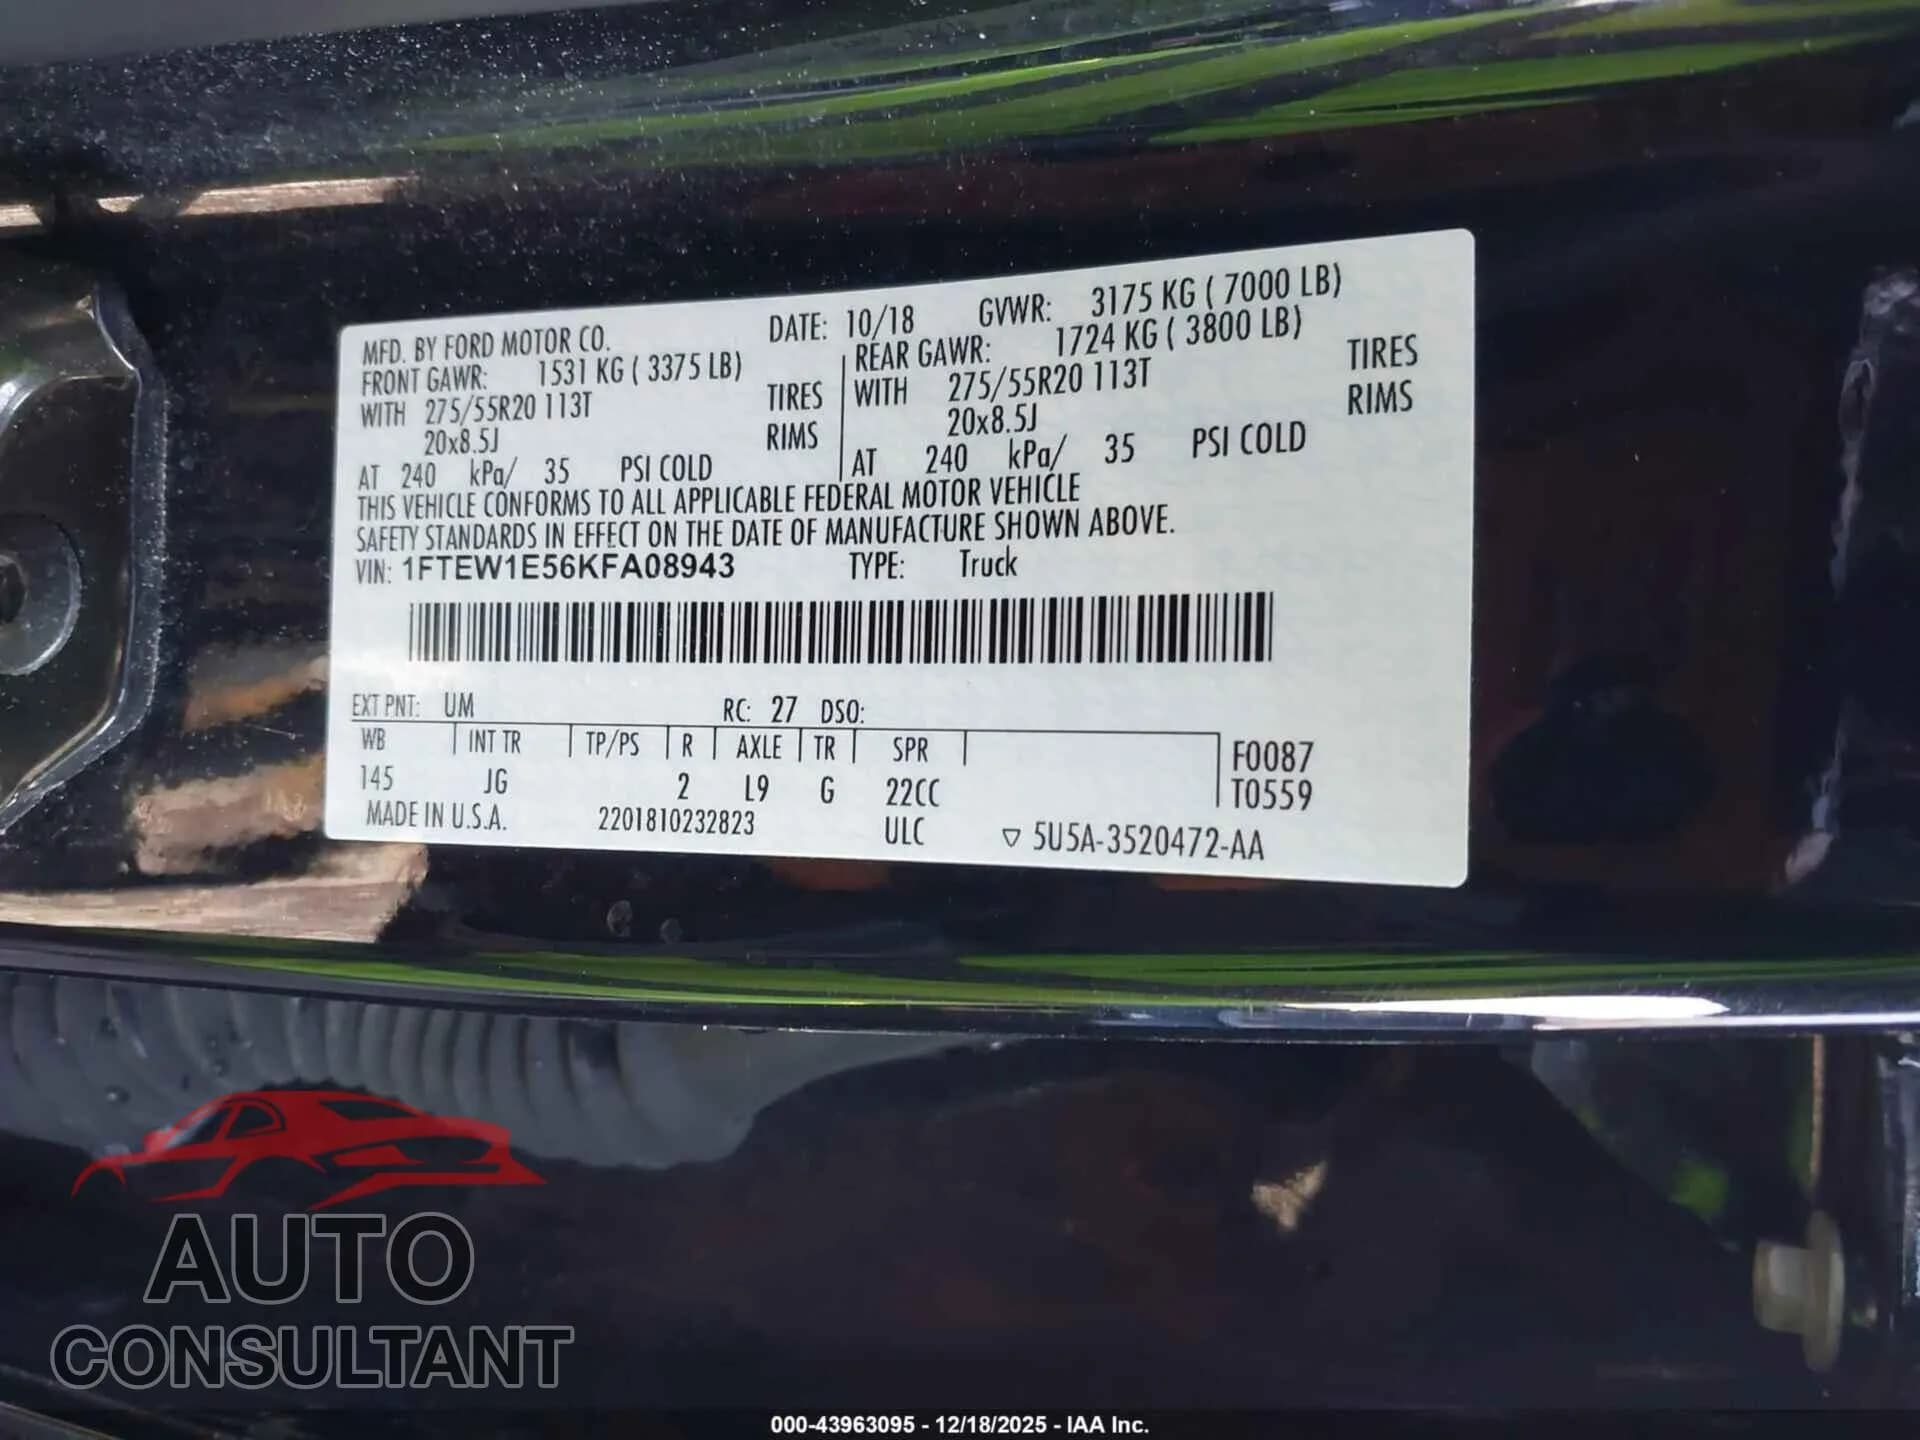 MFD. BY FORD MOTOR CO. DATE: 10/18 GVWR: 3175 KG ( 7000 LB)
FRONT GAWR: 1531 KG ( 3375 LB) REAR GAWR: 1724 KG ( 3800 LB)
WITH 275/55R20 113T TIRES WITH 275/55R20 113T TIRES
20x8.5J RIMS 20x8.5J RIMS
AT 240 kPa/ 35 PSI COLD AT 240 kPa/ 35 PSI COLD
THIS VEHICLE CONFORMS TO ALL APPLICABLE FEDERAL MOTOR VEHICLE
SAFETY STANDARDS IN EFFECT ON THE DATE OF MANUFACTURE SHOWN ABOVE.
VIN: 1FTEW1E56KFA08943 TYPE: Truck
EXT PNT: UM RC: 27 DSO:
WB INT TR TP/PS R AXLE TR SPR F0087
145 JG 2 L9 G 22CC T0559
MADE IN U.S.A. 2201810232823 ULC ▽ 5U5A-3520472-AA
AUTO
CONSULTANT
000-43963095 - 12/18/2025 - IAA Inc.